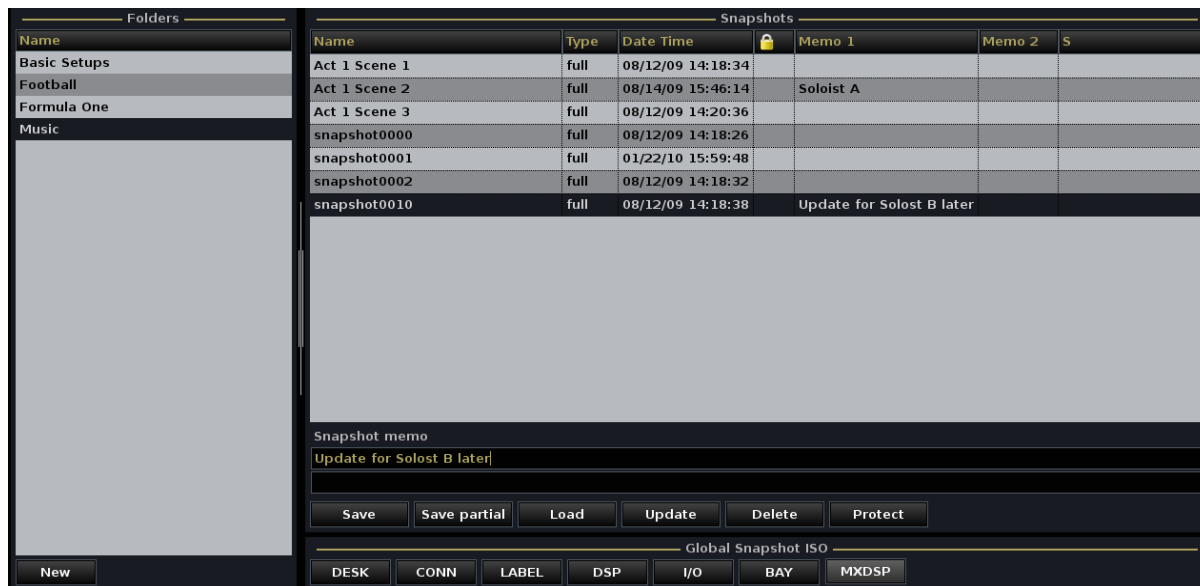 Folders
Name
Basic Setups
Football
Formula One
Music
New
Snapshots
Name Type Date Time Memo 1 Memo 2 S
Act 1 Scene 1 full 08/12/09 14:18:34
Act 1 Scene 2 full 08/14/09 15:46:14 Soloist A
Act 1 Scene 3 full 08/12/09 14:20:36
snapshot0000 full 08/12/09 14:18:26
snapshot0001 full 01/22/10 15:59:48
snapshot0002 full 08/12/09 14:18:32
snapshot0010 full 08/12/09 14:18:38 Update for Solost B later
Snapshot memo
Update for Solost B later
Save Save partial Load Update Delete Protect
Global Snapshot ISO
DESK CONN LABEL DSP I/O BAY MXDSP